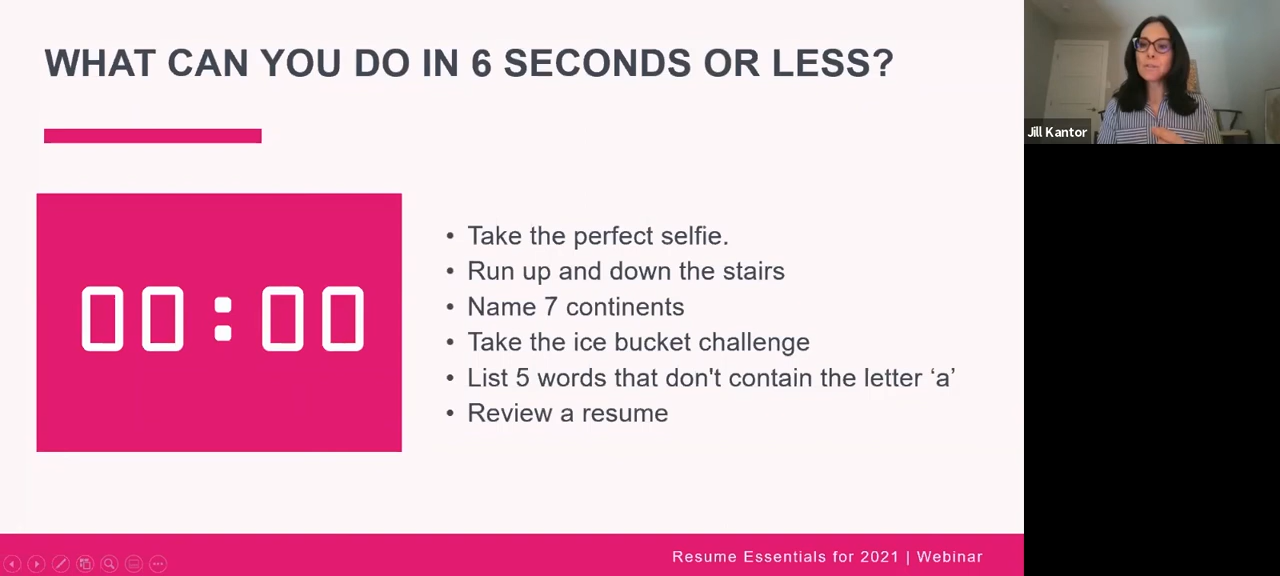 WHAT CAN YOU DO IN 6 SECONDS OR LESS?
Jill Kantor
00:00
• Take the perfect selfie.
• Run up and down the stairs
• Name 7 continents
• Take the ice bucket challenge
• List 5 words that don't contain the letter ‘a’
• Review a resume
Resume Essentials for 2021 | Webinar